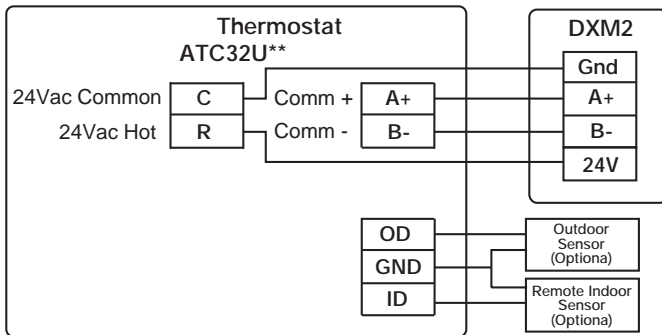 Thermostat
ATC32U**
DXM2
24Vac Common
C
Comm +
A+
Gnd
A+
24Vac Hot
R
Comm -
B-
B-
24V
OD
GND
ID
Outdoor
Sensor
(Optiona)
Remote Indoor
Sensor
(Optiona)